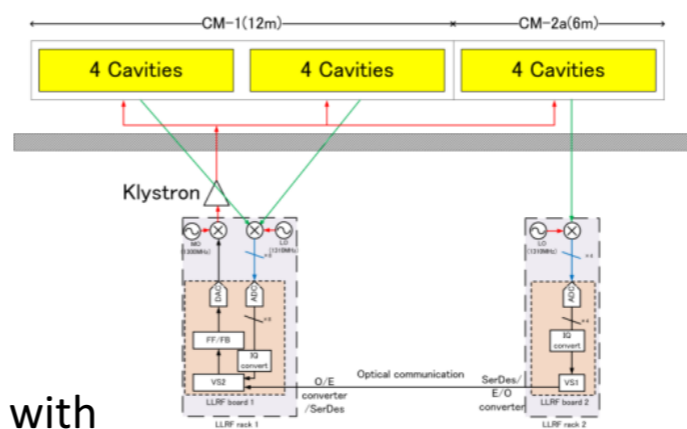 CM-1(12m)
CM-2a(6m)
4 Cavities
4 Cavities
4 Cavities
Klystron
MO
(1300MHz)
LO
(1310MHz)
LO
(1310MHz)
DAC
ADC
ADC
FF/FB
IQ
convert
IQ
convert
VS2
VS1
LLRF board 1
LLRF board 2
O/E
converter
/SerDes
Optical communication
SerDes/
E/O
converter
LLRF rack 1
LLRF rack 2
with